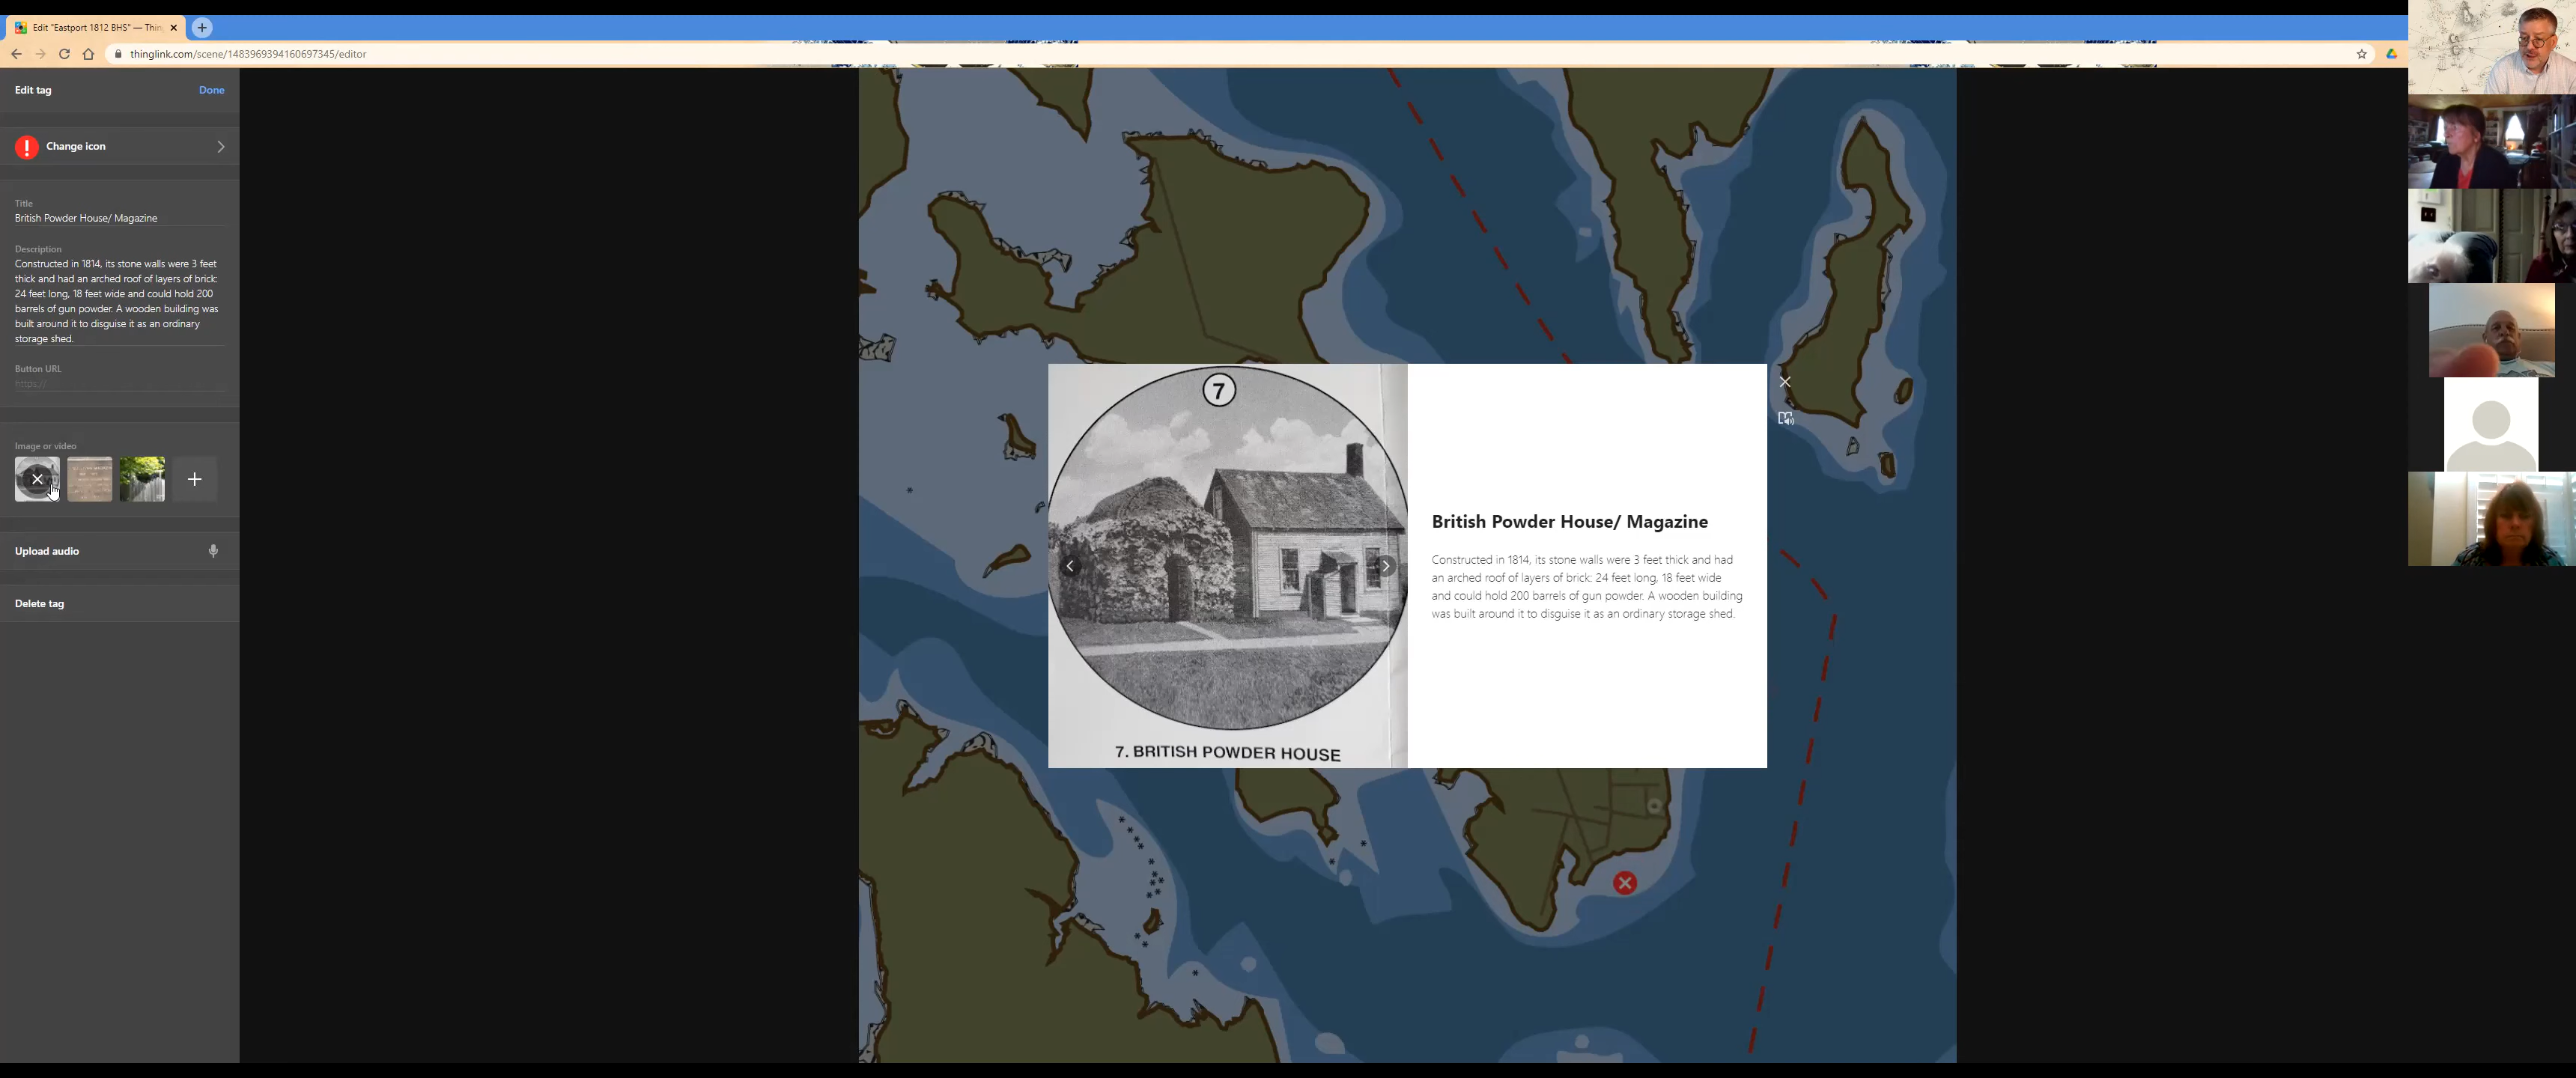 Edit "Eastport 1812 BHS" — Thin
thinglink.com/scene/1483969394160697345/editor
Edit tag
Done
Change icon
Title
British Powder House/ Magazine
Description
Constructed in 1814, its stone walls were 3 feet
thick and had an arched roof of layers of brick:
24 feet long, 18 feet wide and could hold 200
barrels of gun powder. A wooden building was
built around it to disguise it as an ordinary
storage shed.
Button URL
https://
Image or video
Upload audio
Delete tag
7
7. BRITISH POWDER HOUSE
British Powder House/ Magazine
Constructed in 1814, its stone walls were 3 feet thick and had
an arched roof of layers of brick: 24 feet long, 18 feet wide
and could hold 200 barrels of gun powder. A wooden building
was built around it to disguise it as an ordinary storage shed.